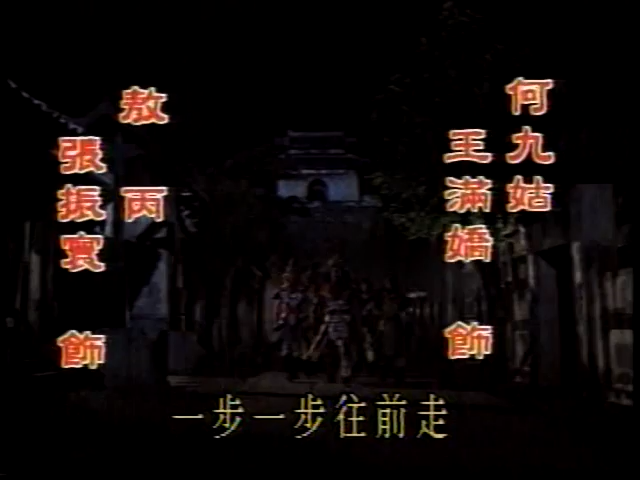 何九姑
王滿嬌 飾
敖丙
張振寰 飾
一步一步往前走